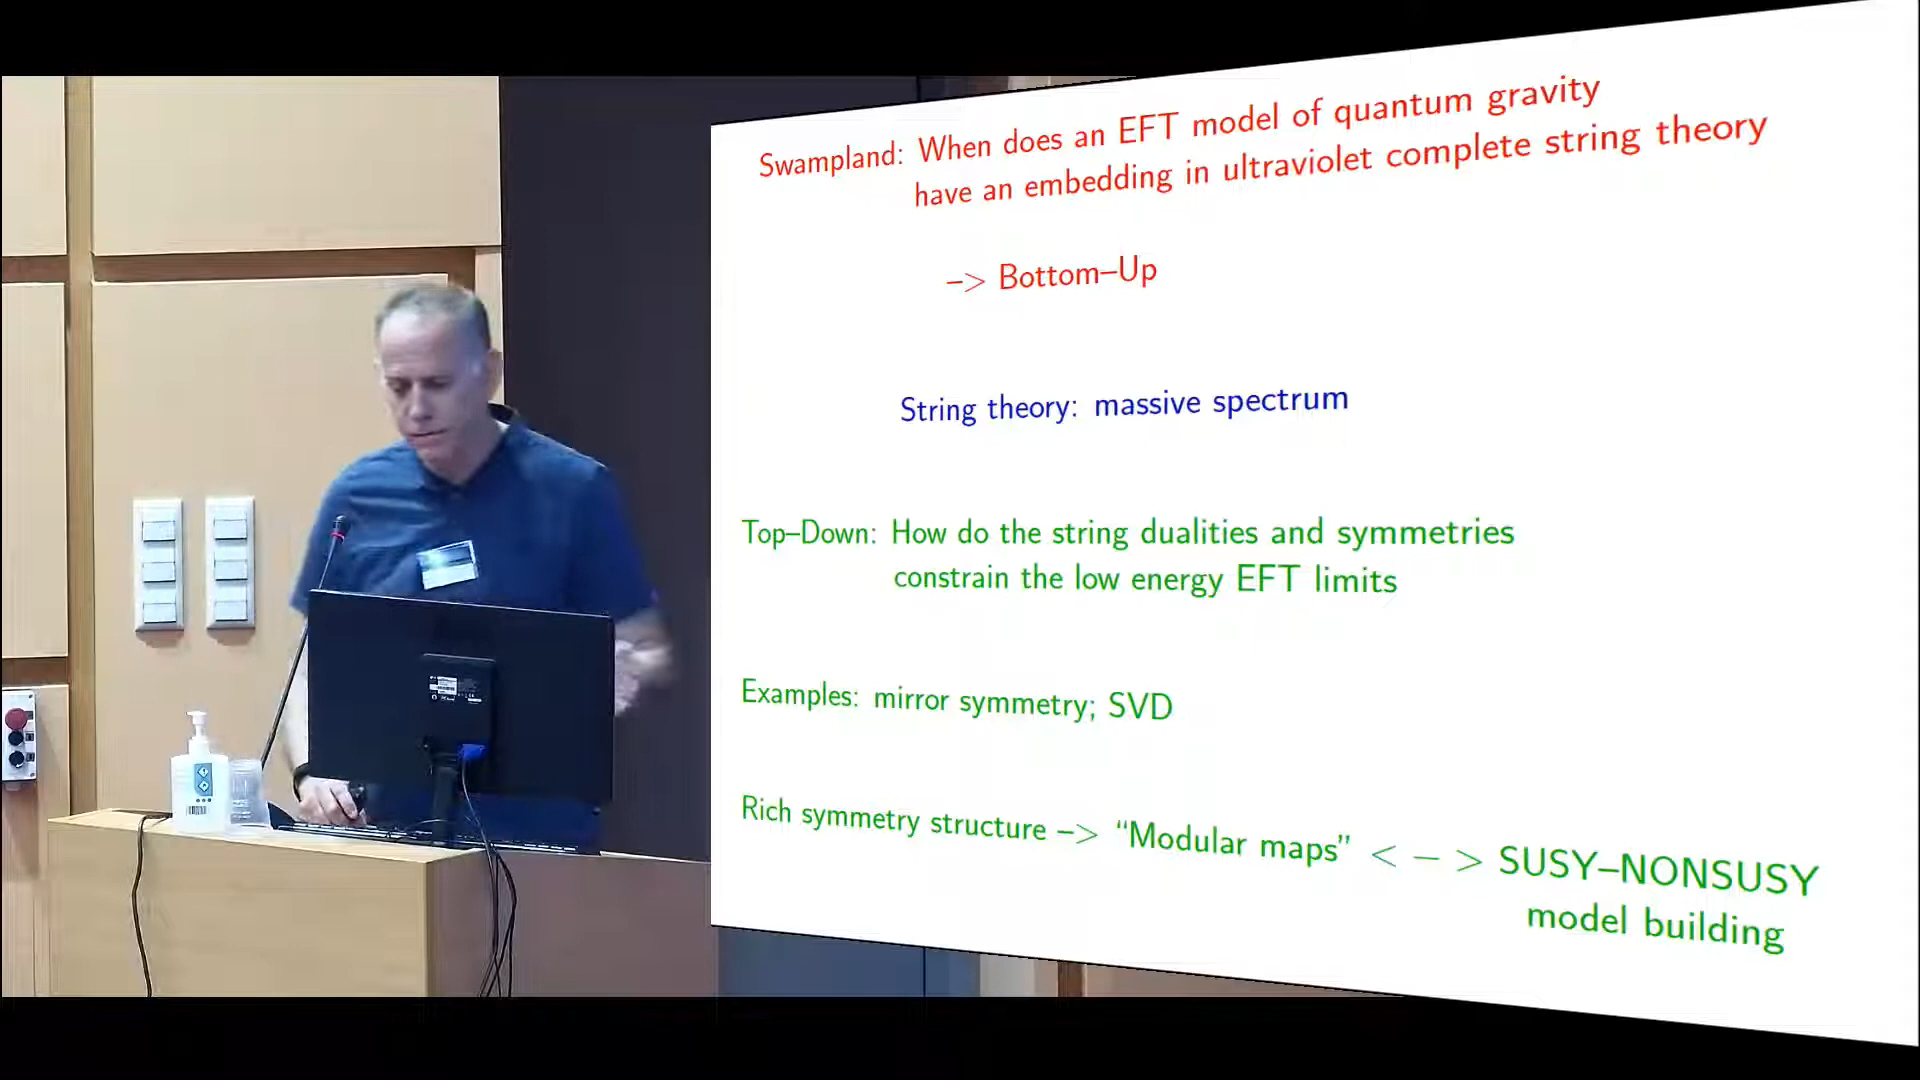 Swampland: When does an EFT model of quantum gravity
have an embedding in ultraviolet complete string theory
–> Bottom–Up
String theory: massive spectrum
Top–Down: How do the string dualities and symmetries
constrain the low energy EFT limits
Examples: mirror symmetry; SVD
Rich symmetry structure –> “Modular maps” < – > SUSY–NONSUSY
model building